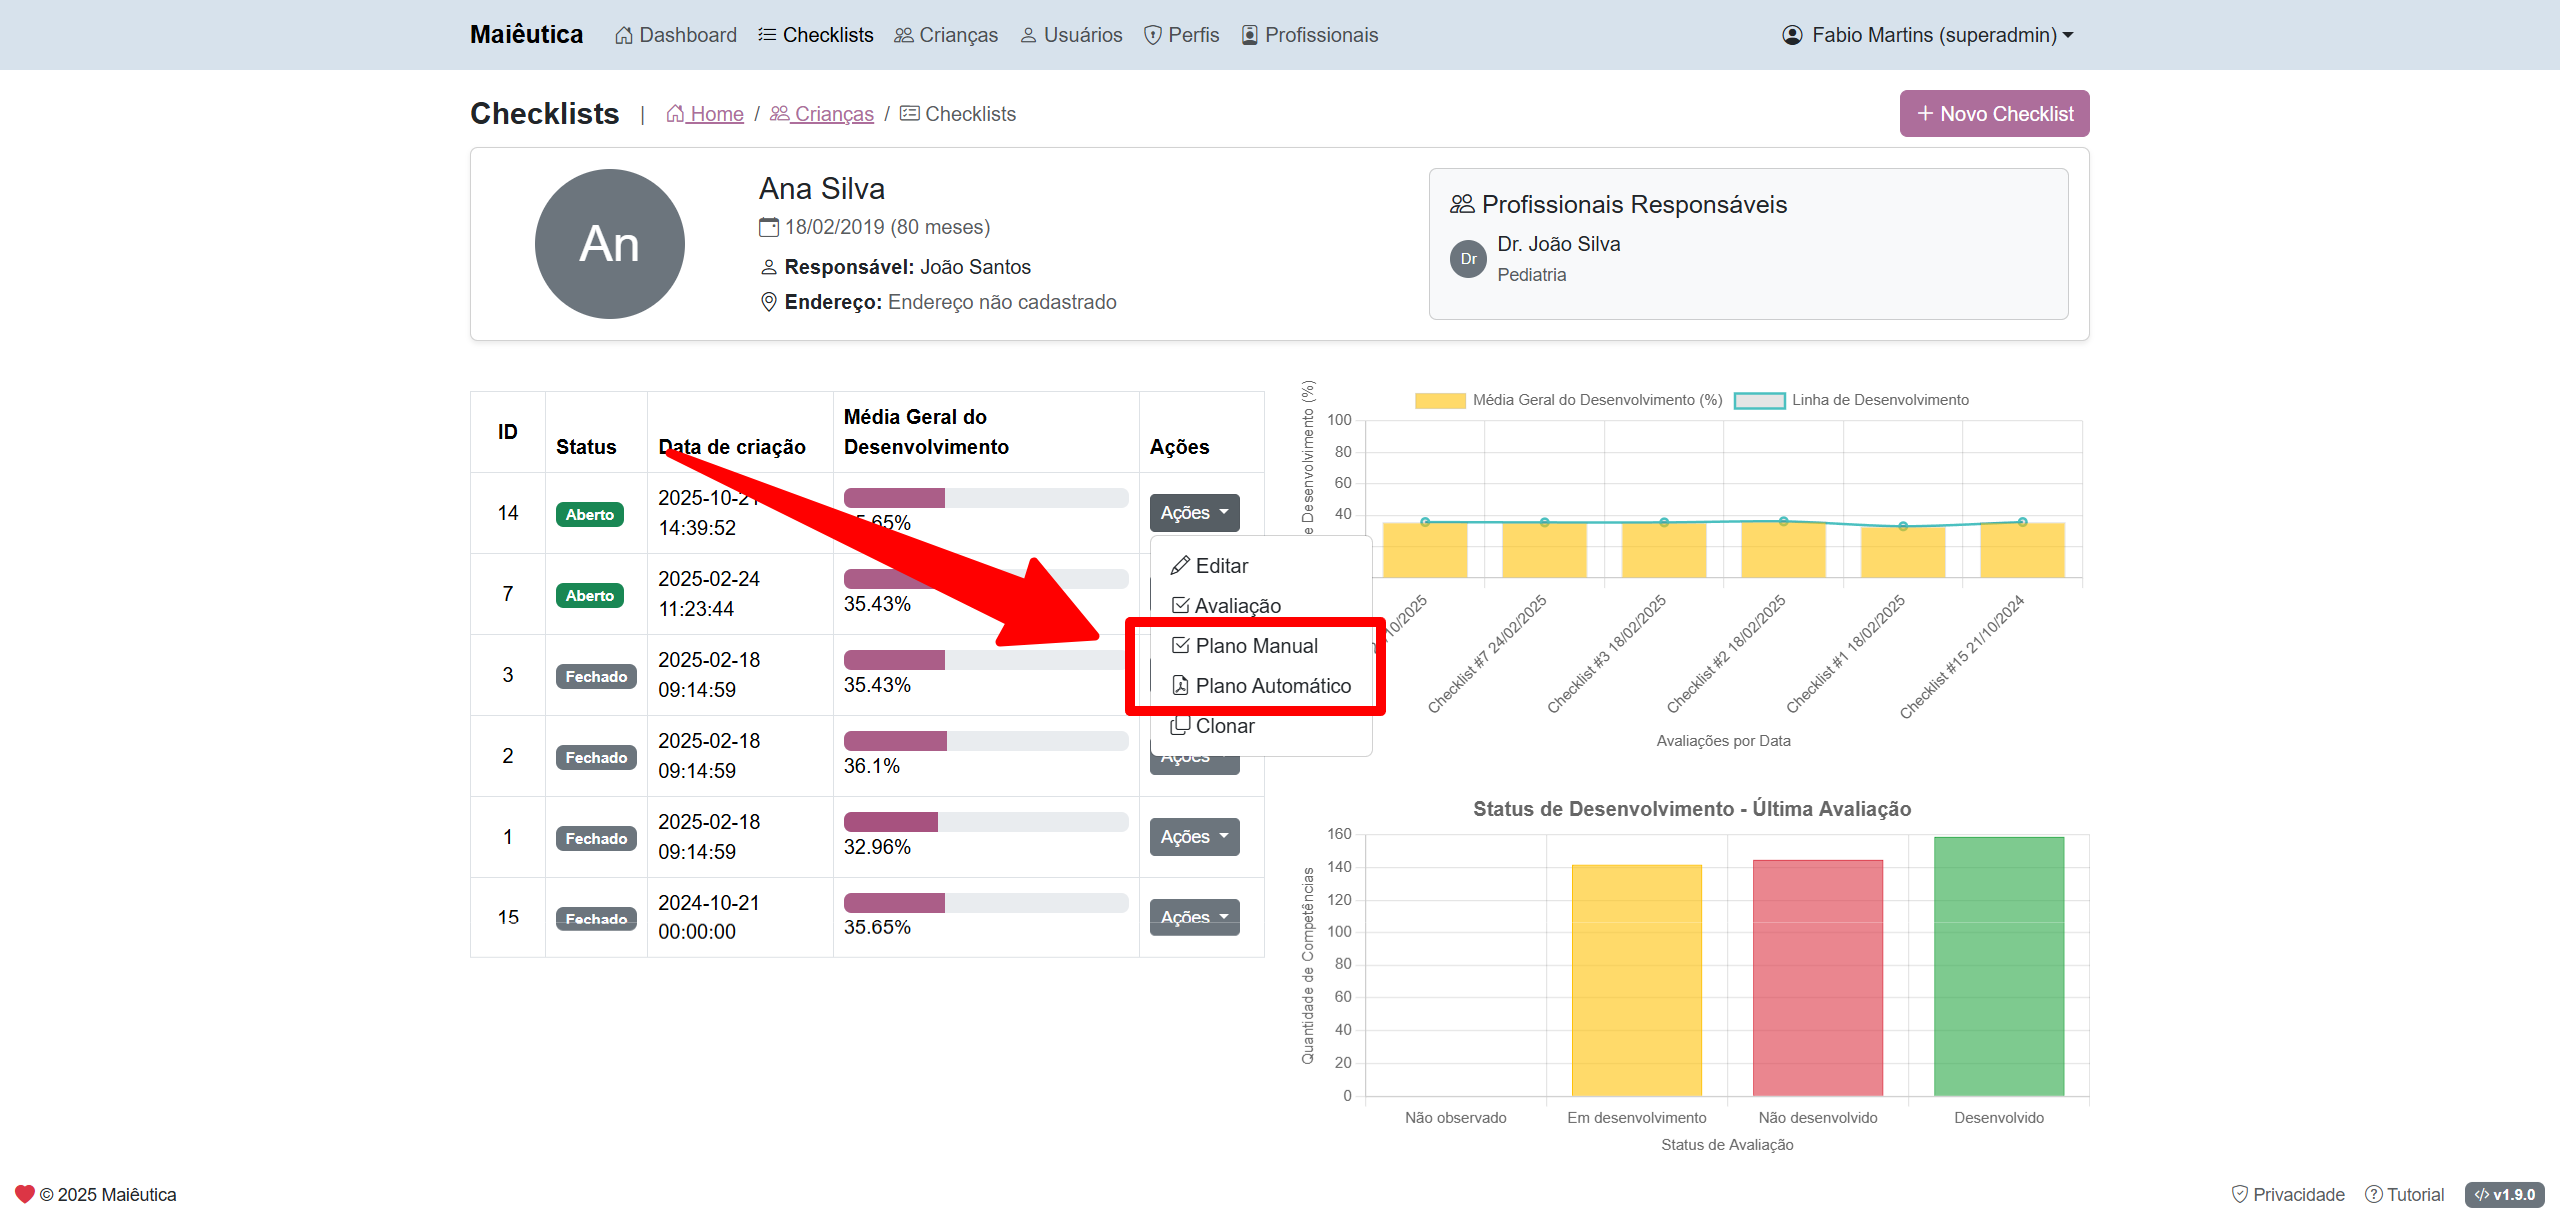 Maiêutica Dashboard Checklists Crianças Usuários Perfis Profissionais Fabio Martins (superadmin)
Checklists | Home / Crianças / Checklists
+ Novo Checklist
An
Ana Silva
18/02/2019 (80 meses)
Responsável: João Santos
Endereço: Endereço não cadastrado
Profissionais Responsáveis
Dr
Dr. João Silva
Pediatria
ID Status Data de criação Média Geral do Desenvolvimento Ações
14 Aberto 2025-10-21 14:39:52 Ações
7 Aberto 2025-02-24 11:23:44 35.43%
3 Fechado 2025-02-18 09:14:59 35.43%
2 Fechado 2025-02-18 09:14:59 36.1% Ações
1 Fechado 2025-02-18 09:14:59 32.96% Ações
15 Fechado 2024-10-21 00:00:00 35.65% Ações
Editar
Avaliação
Plano Manual
Plano Automático
Clonar
Média Geral do Desenvolvimento (%) Linha de Desenvolvimento
e Desenvolvimento (%)
100
80
60
40
/10/2025
Checklist #7 24/02/2025
Checklist #3 18/02/2025
Checklist #2 18/02/2025
Checklist #1 18/02/2025
Checklist #15 21/10/2024
Avaliações por Data
Status de Desenvolvimento - Última Avaliação
Quantidade de Competências
160
140
120
100
80
60
40
20
0
Não observado Em desenvolvimento Não desenvolvido Desenvolvido
Status de Avaliação
© 2025 Maiêutica
Privacidade Tutorial </> v1.9.0